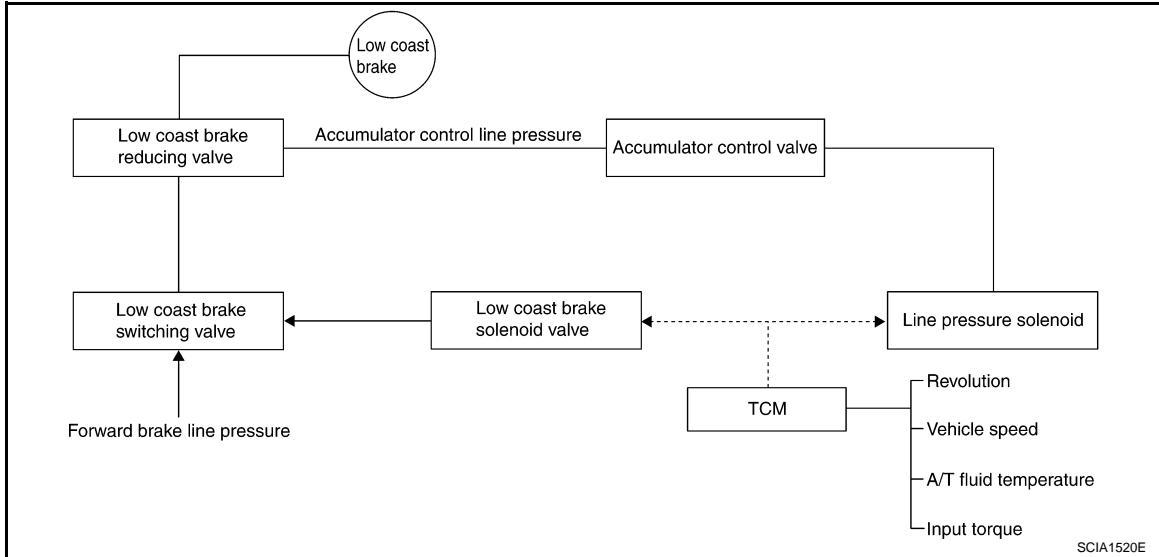 Low coast
brake
Low coast brake
reducing valve
Accumulator control line pressure
Accumulator control valve
Low coast brake
switching valve
Low coast brake
solenoid valve
Line pressure solenoid
Forward brake line pressure
TCM
Revolution
Vehicle speed
A/T fluid temperature
Input torque
SCIA1520E